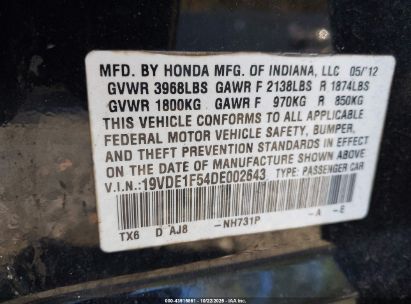 MFD. BY HONDA MFG. OF INDIANA, LLC 05/12
GVWR 3968LBS GAWR F 2138LBS R 1874LBS
GVWR 1800KG GAWR F 970KG R 850KG
THIS VEHICLE CONFORMS TO ALL APPLICABLE
FEDERAL MOTOR VEHICLE SAFETY, BUMPER,
THEFT PREVENTION STANDARDS IN EFFECT ON
THE DATE OF MANUFACTURE SHOWN ABOVE.
V.I.N.:19VDE1F54DE002643 TYPE: PASSENGER CAR
TX6 D AJ8 -NH731P -A -E